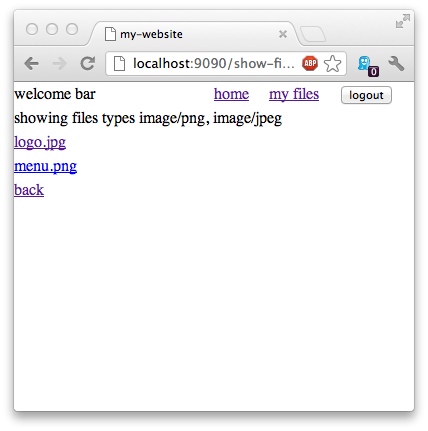 my-website
localhost:9090/show-fi...
ABP
0
welcome bar home my files logout
showing files types image/png, image/jpeg
logo.jpg
menu.png
back